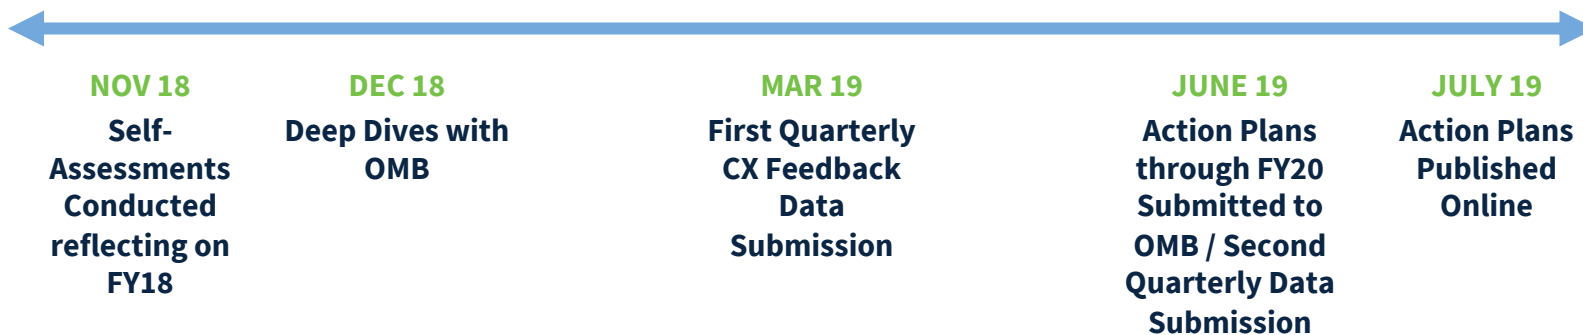 NOV 18
Self-
Assessments
Conducted
reflecting on
FY18
DEC 18
Deep Dives with
OMB
MAR 19
First Quarterly
CX Feedback
Data
Submission
JUNE 19
Action Plans
through FY20
Submitted to
OMB / Second
Quarterly Data
Submission
JULY 19
Action Plans
Published
Online